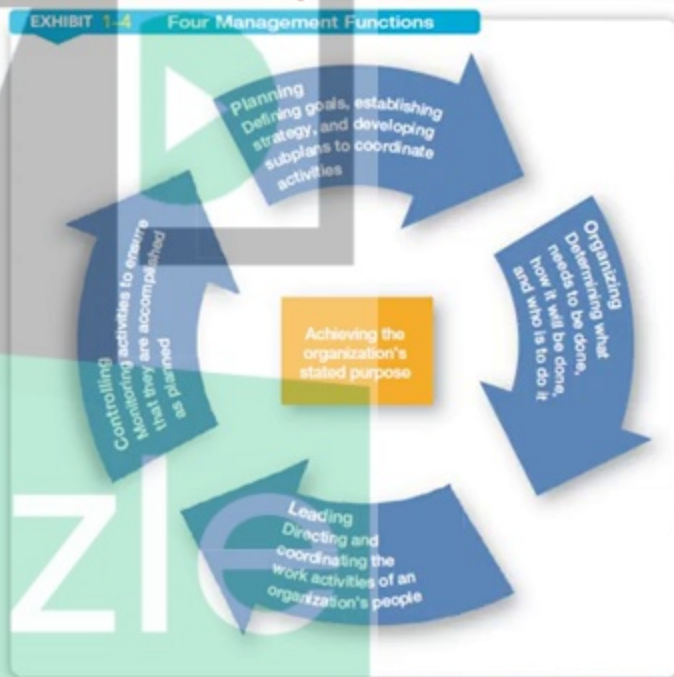 EXHIBIT 1–4 Four Management Functions
Planning
Defining goals, establishing
strategy, and developing
subplans to coordinate
activities
Organizing
Determining what
needs to be done,
how it will be done,
and who is to do it
Achieving the
organization's
stated purpose
Leading
Directing and
coordinating the
work activities of an
organization's people
Controlling
Monitoring activities to ensure
that they are accomplished
as planned
zle